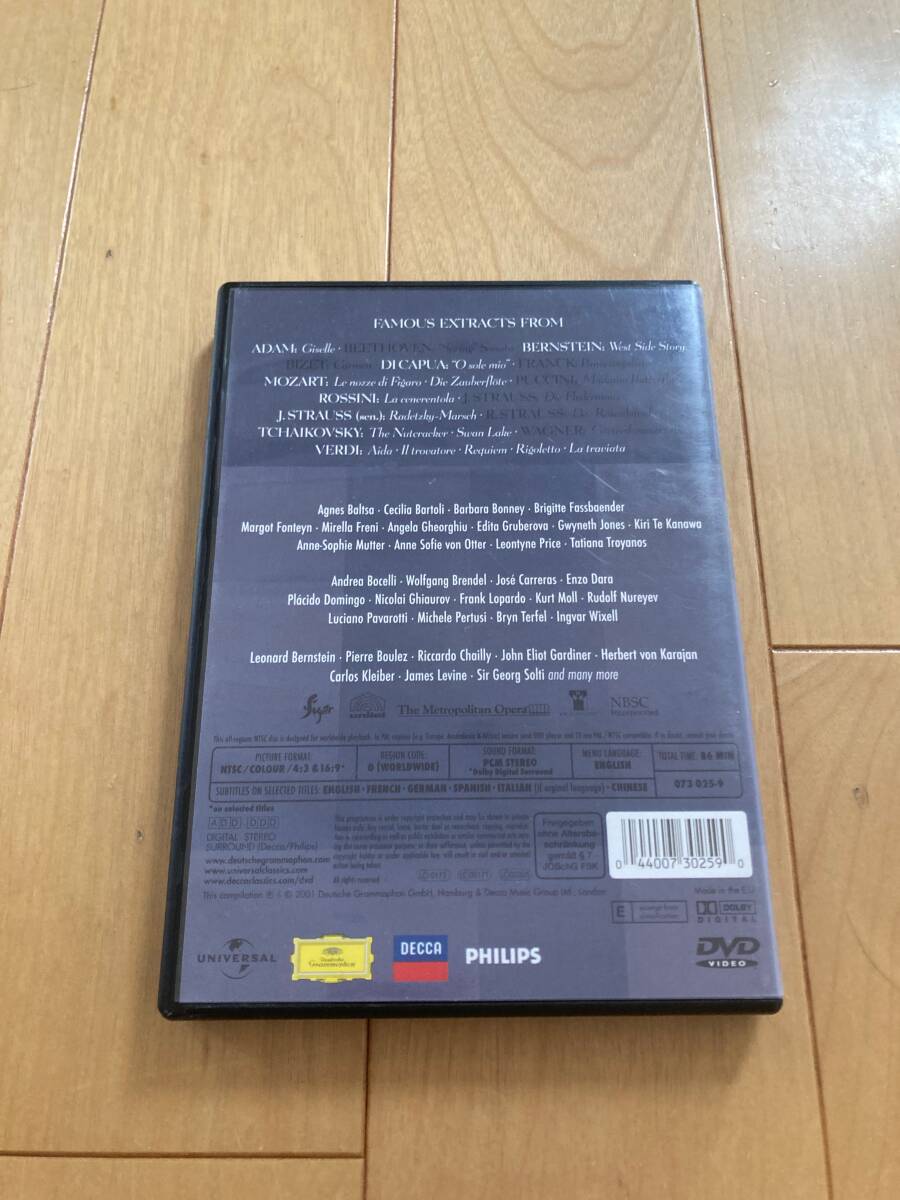 FAMOUS EXTRACTS FROM
ADAM: Giselle · BEETHOVEN: "Spring" Sonata · BERNSTEIN: West Side Story
BIZET: Carmen · DI CAPUA: "O sole mio" · FRANCK:
MOZART: Le nozze di Figaro · Die Zauberflöte · PUCCINI: Madama Butterfly
ROSSINI: La cenerentola · J. STRAUSS: Die Fledermaus
J. STRAUSS (sen.): Radetzky-Marsch · R. STRAUSS: Der Rosenkavalier
TCHAIKOVSKY: The Nutcracker · Swan Lake · WAGNER:
VERDI: Aida · Il trovatore · Requiem · Rigoletto · La traviata
Agnes Baltsa · Cecilia Bartoli · Barbara Bonney · Brigitte Fassbaender
Margot Fonteyn · Mirella Freni · Angela Gheorghiu · Edita Gruberova · Gwyneth Jones · Kiri Te Kanawa
Anne-Sophie Mutter · Anne Sofie von Otter · Leontyne Price · Tatiana Troyanos
Andrea Bocelli · Wolfgang Brendel · José Carreras · Enzo Dara
Plácido Domingo · Nicolai Ghiaurov · Frank Lopardo · Kurt Moll · Rudolf Nureyev
Luciano Pavarotti · Michele Pertusi · Bryn Terfel · Ingvar Wixell
Leonard Bernstein · Pierre Boulez · Riccardo Chailly · John Eliot Gardiner · Herbert von Karajan
Carlos Kleiber · James Levine · Sir Georg Solti and many more
The Metropolitan Opera
NBSC
PICTURE FORMAT:
NTSC/COLOUR/4:3 &16:9*
REGION CODE:
0 (WORLDWIDE)
SOUND FORMAT:
PCM STEREO
*Dolby Digital Surround
MENU LANGUAGE:
ENGLISH
TOTAL TIME: 86 MIN
073 025-9
SUBTITLES ON SELECTED TITLES: ENGLISH · FRENCH · GERMAN · SPANISH · ITALIAN (if original language) · CHINESE
*on selected titles
ADD DDD
DIGITAL STEREO
SURROUND (Decca/Philips)
www.deutschegrammophon.com
www.universalclassics.com
www.deccaclassics.com/dvd
All rights reserved
Freigegeben
ohne Altersbe-
schränkung
gemäß § 7
JÖSchG FSK
0 44007 30259 0
This compilation ℗ & © 2001 Deutsche Grammophon GmbH, Hamburg & Decca Music Group Ltd., London
Made in the EU
E
DOLBY
DIGITAL
UNIVERSAL
Deutsche
Grammophon
DECCA
PHILIPS
DVD
VIDEO